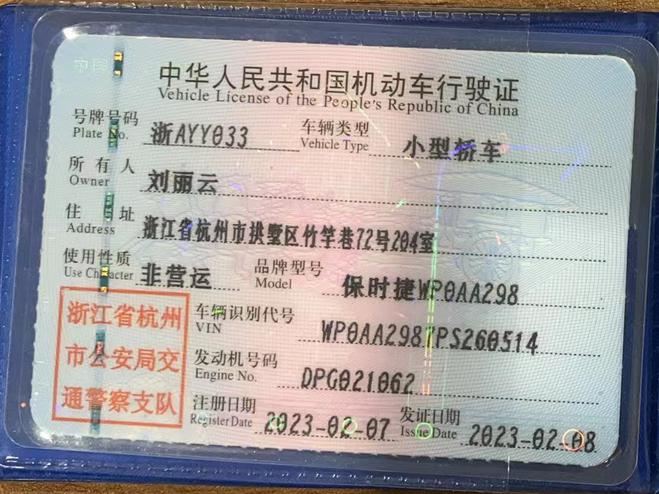 中华人民共和国机动车行驶证
Vehicle License of the People's Republic of China
号牌号码 浙AYY033 车辆类型 小型轿车
Plate No. Vehicle Type
所有人 刘丽云
Owner
住址 浙江省杭州市拱墅区竹竿巷72号204室
Address
使用性质 非营运 品牌型号 保时捷WP0AA298
Use Character Model
浙江省杭州
市公安局交
通警察支队
车辆识别代号 WP0AA2987PS260514
VIN
发动机号码 DPG021062
Engine No.
注册日期 2023-02-07 发证日期 2023-02-08
Register Date Issue Date